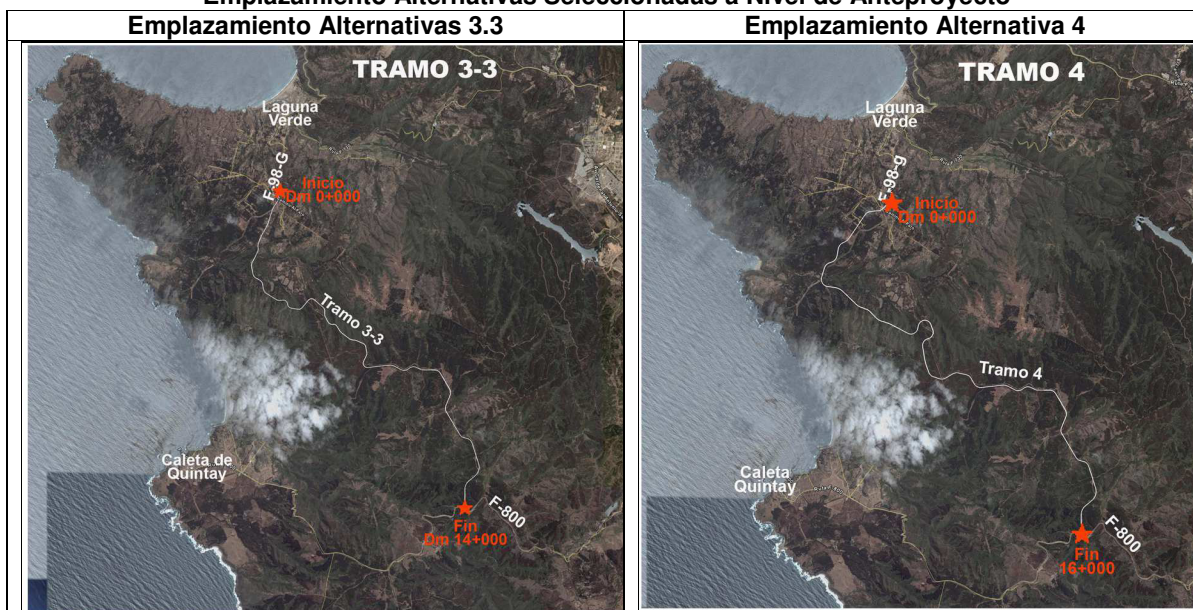 Emplazamiento Alternativas Seleccionadas a Nivel de Anteproyecto
Emplazamiento Alternativas 3.3
Emplazamiento Alternativa 4
TRAMO 3-3
Laguna
Verde
F-98-G
Inicio
Dm 0+000
Tramo 3-3
Caleta de
Quintay
F-800
Fin
Dm 14+000
TRAMO 4
Laguna
Verde
F-98-g
Inicio
Dm 0+000
Tramo 4
Caleta
Quintay
F-800
Fin
16+000